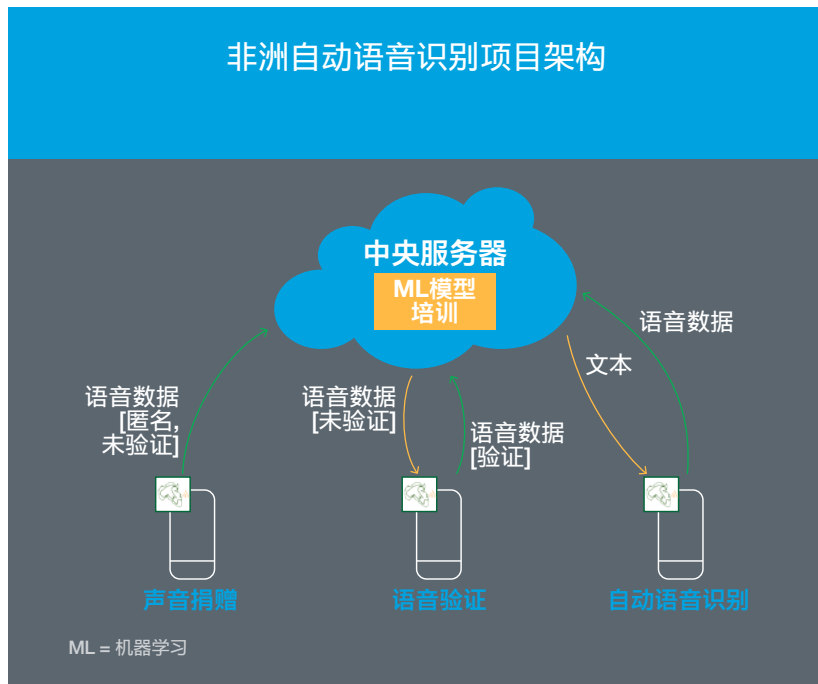 非洲自动语音识别项目架构
中央服务器
ML模型
培训
语音数据
[匿名,
未验证]
语音数据
[未验证]
语音数据
[验证]
文本
语音数据
声音捐赠
语音验证
自动语音识别
ML = 机器学习